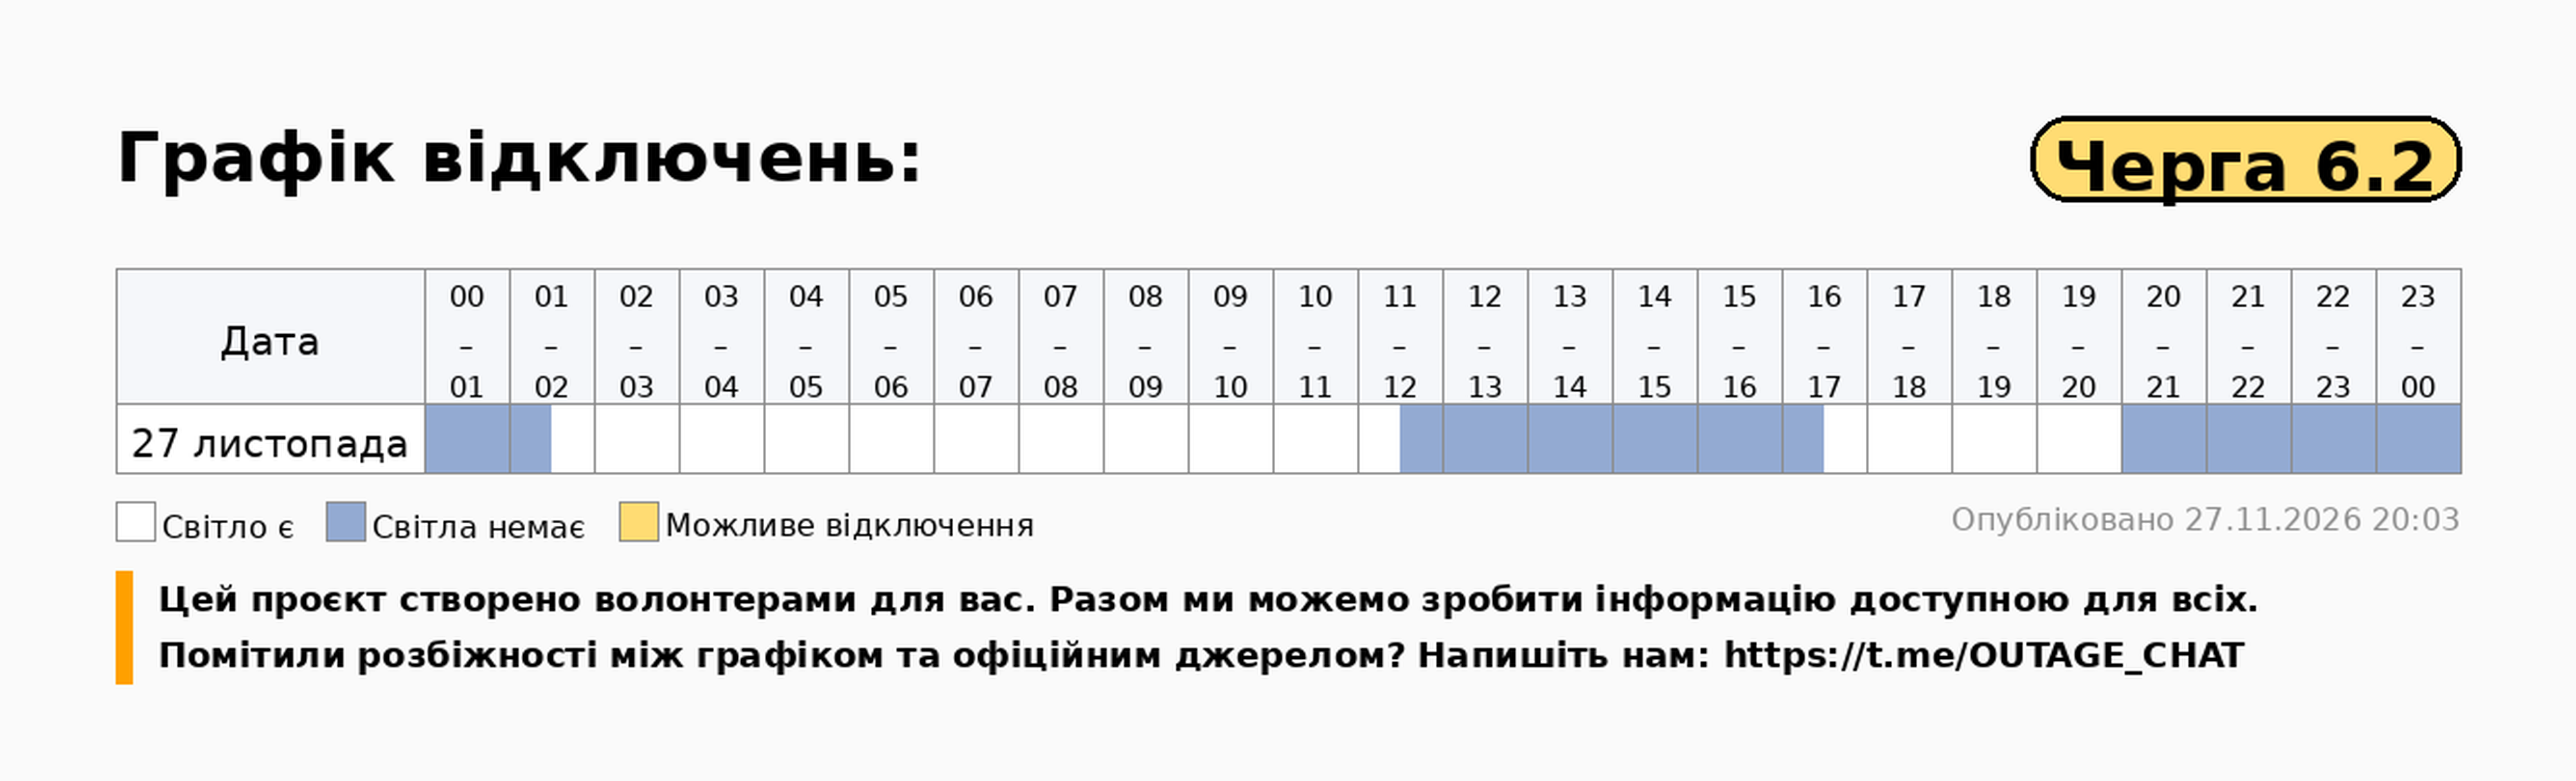 Графік відключень:
Черга 6.2
Дата
00 – 01
01 – 02
02 – 03
03 – 04
04 – 05
05 – 06
06 – 07
07 – 08
08 – 09
09 – 10
10 – 11
11 – 12
12 – 13
13 – 14
14 – 15
15 – 16
16 – 17
17 – 18
18 – 19
19 – 20
20 – 21
21 – 22
22 – 23
23 – 00
27 листопада
Світло є
Світла немає
Можливе відключення
Опубліковано 27.11.2026 20:03
Цей проєкт створено волонтерами для вас. Разом ми можемо зробити інформацію доступною для всіх.
Помітили розбіжності між графіком та офіційним джерелом? Напишіть нам: https://t.me/OUTAGE_CHAT